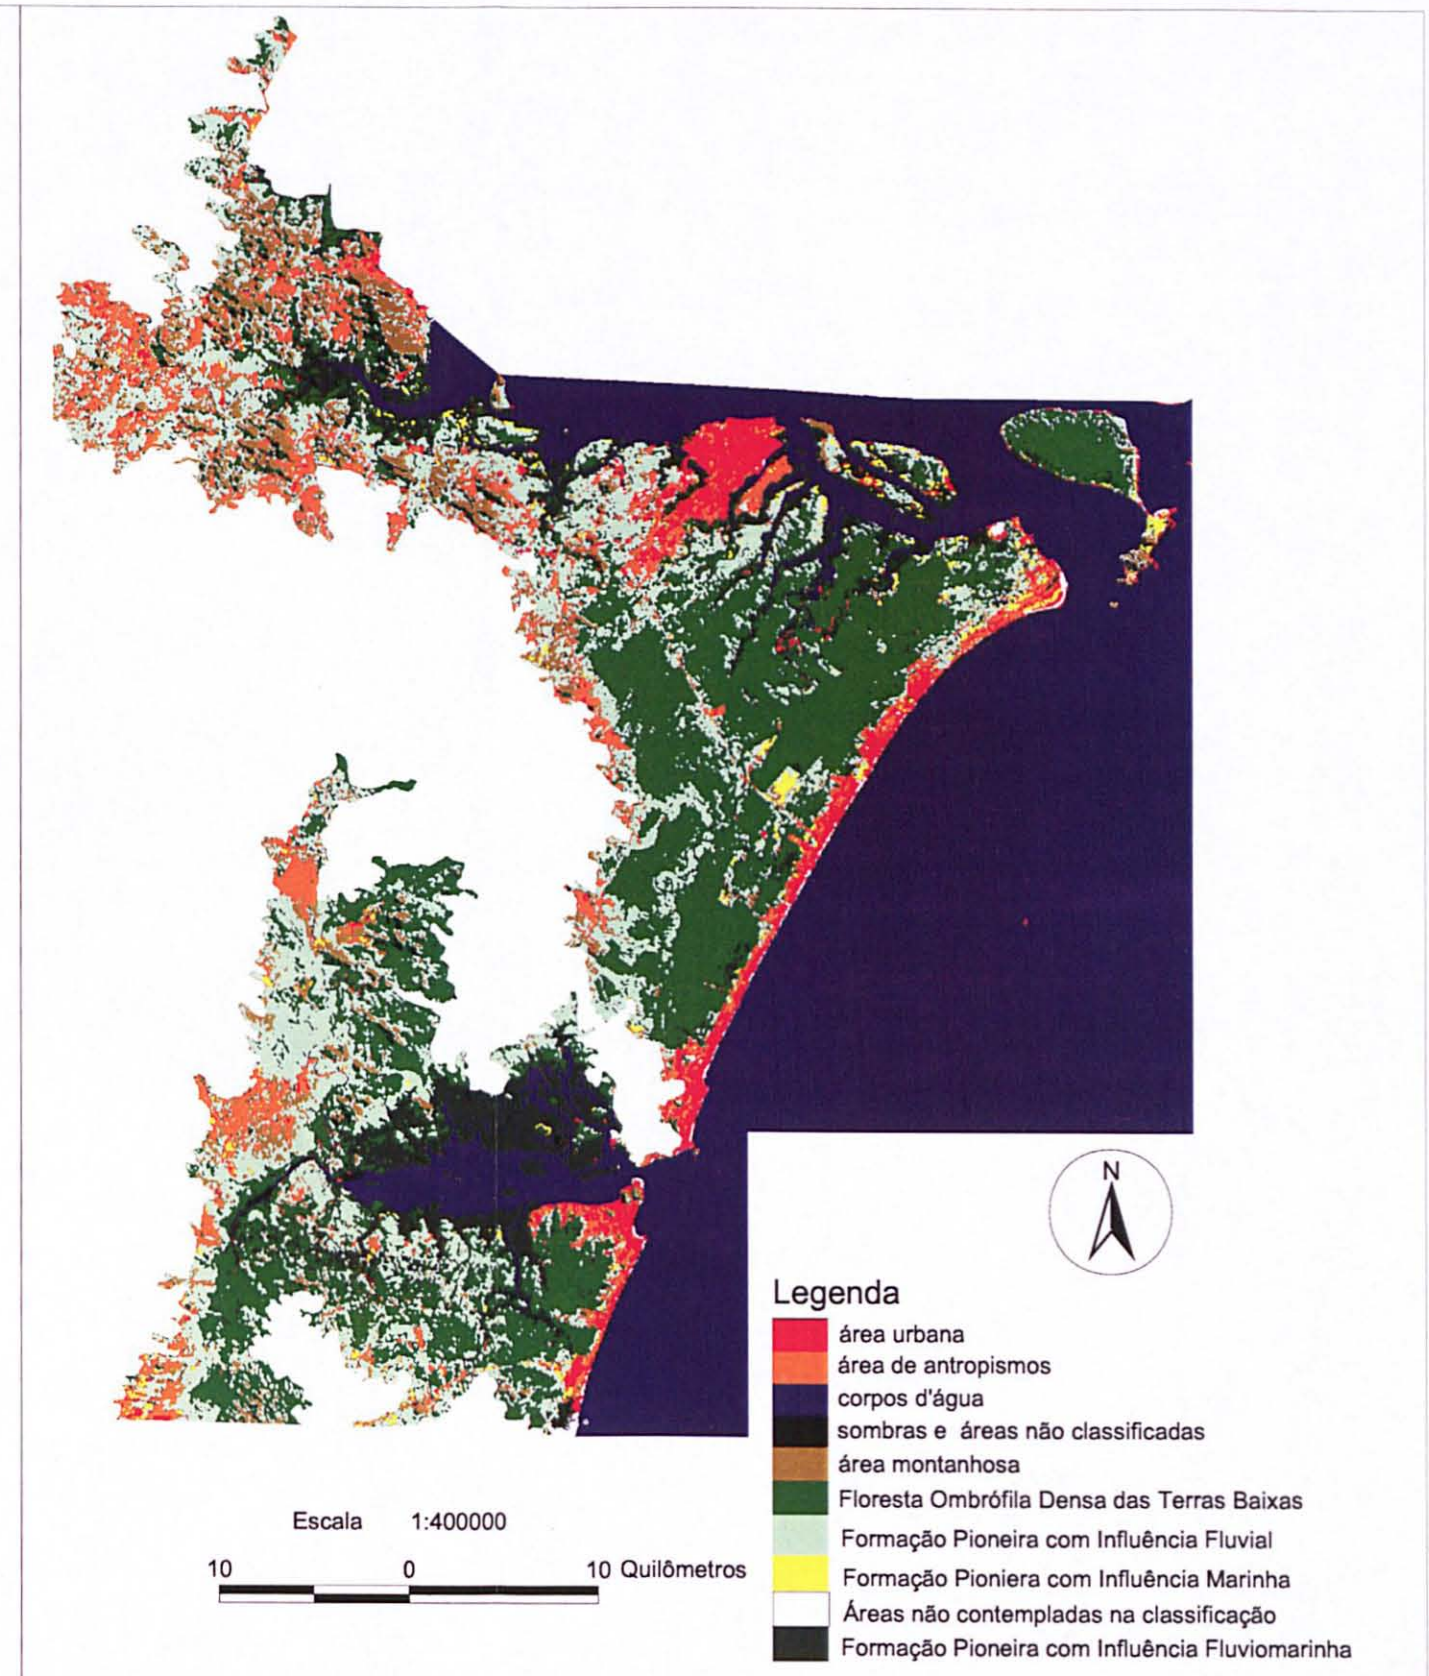 N
Legenda
área urbana
área de antropismos
corpos d'água
sombras e áreas não classificadas
área montanhosa
Floresta Ombrófila Densa das Terras Baixas
Formação Pioneira com Influência Fluvial
Formação Pioniera com Influência Marinha
Áreas não contempladas na classificação
Formação Pioneira com Influência Fluviomarinha
Escala 1:400000
10 0 10 Quilômetros